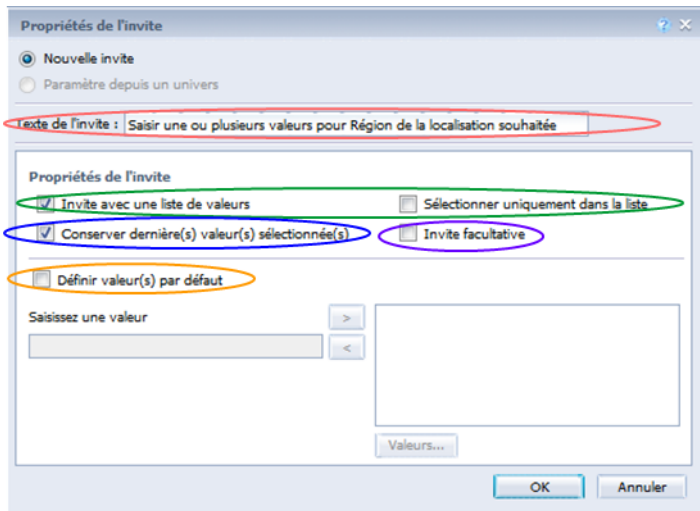 Propriétés de l'invite
Nouvelle invite
Paramètre depuis un univers
Texte de l'invite : Saisir une ou plusieurs valeurs pour Région de la localisation souhaitée
Propriétés de l'invite
Invite avec une liste de valeurs Sélectionner uniquement dans la liste
Conserver dernière(s) valeur(s) sélectionnée(s) Invite facultative
Définir valeur(s) par défaut
Saisissez une valeur >
<
Valeurs...
OK Annuler